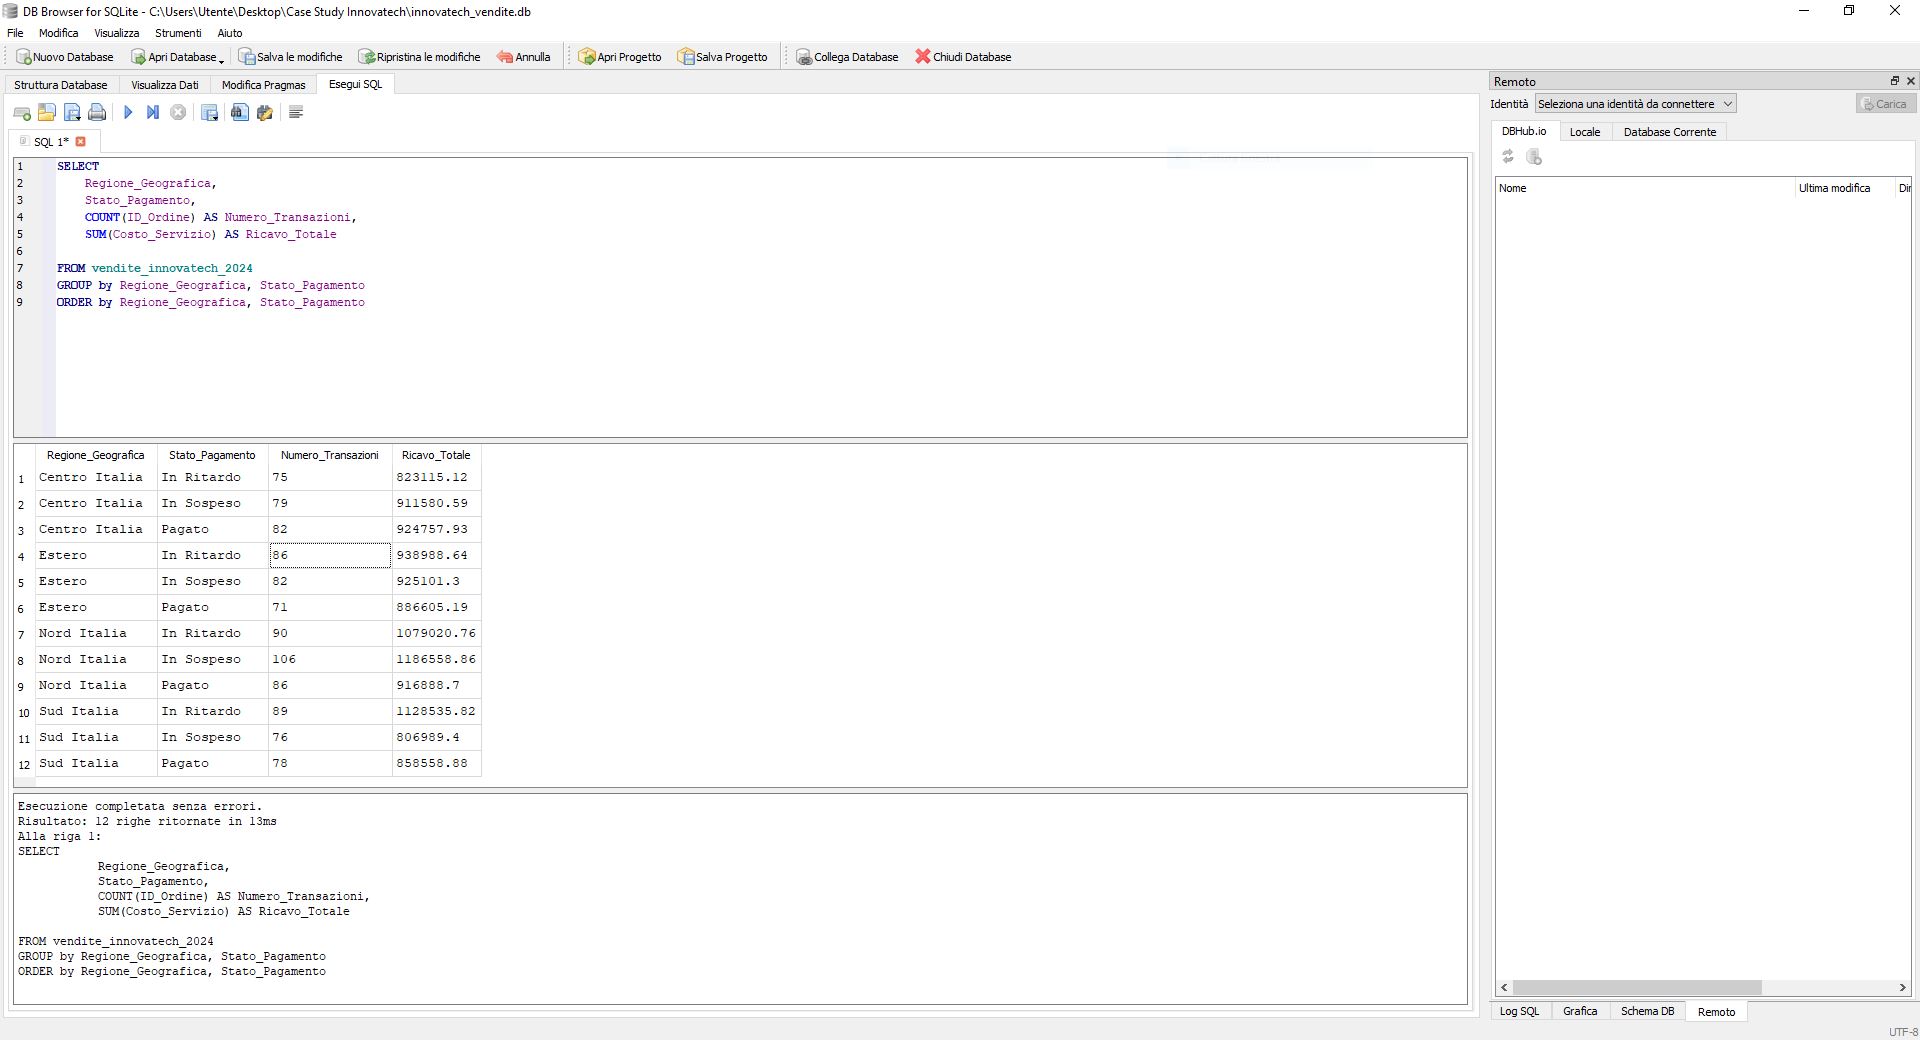 DB Browser for SQLite - C:\Users\Utente\Desktop\Case Study Innovatech\innovatech_vendite.db
File Modifica Visualizza Strumenti Aiuto
Nuovo Database Apri Database Salva le modifiche Ripristina le modifiche Annulla Apri Progetto Salva Progetto Collega Database Chiudi Database
Struttura Database Visualizza Dati Modifica Pragmas Esegui SQL
SQL 1*
1 SELECT
2 Regione_Geografica,
3 Stato_Pagamento,
4 COUNT(ID_Ordine) AS Numero_Transazioni,
5 SUM(Costo_Servizio) AS Ricavo_Totale
6
7 FROM vendite_innovatech_2024
8 GROUP by Regione_Geografica, Stato_Pagamento
9 ORDER by Regione_Geografica, Stato_Pagamento
Regione_Geografica Stato_Pagamento Numero_Transazioni Ricavo_Totale
1 Centro Italia In Ritardo 75 823115.12
2 Centro Italia In Sospeso 79 911580.59
3 Centro Italia Pagato 82 924757.93
4 Estero In Ritardo 86 938988.64
5 Estero In Sospeso 82 925101.3
6 Estero Pagato 71 886605.19
7 Nord Italia In Ritardo 90 1079020.76
8 Nord Italia In Sospeso 106 1186558.86
9 Nord Italia Pagato 86 916888.7
10 Sud Italia In Ritardo 89 1128535.82
11 Sud Italia In Sospeso 76 806989.4
12 Sud Italia Pagato 78 858558.88
Esecuzione completata senza errori.
Risultato: 12 righe ritornate in 13ms
Alla riga 1:
SELECT
Regione_Geografica,
Stato_Pagamento,
COUNT(ID_Ordine) AS Numero_Transazioni,
SUM(Costo_Servizio) AS Ricavo_Totale
FROM vendite_innovatech_2024
GROUP by Regione_Geografica, Stato_Pagamento
ORDER by Regione_Geografica, Stato_Pagamento
Remoto
Identità Seleziona una identità da connettere Carica
DBHub.io Locale Database Corrente
Nome Ultima modifica Dir
Log SQL Grafica Schema DB Remoto
UTF-8